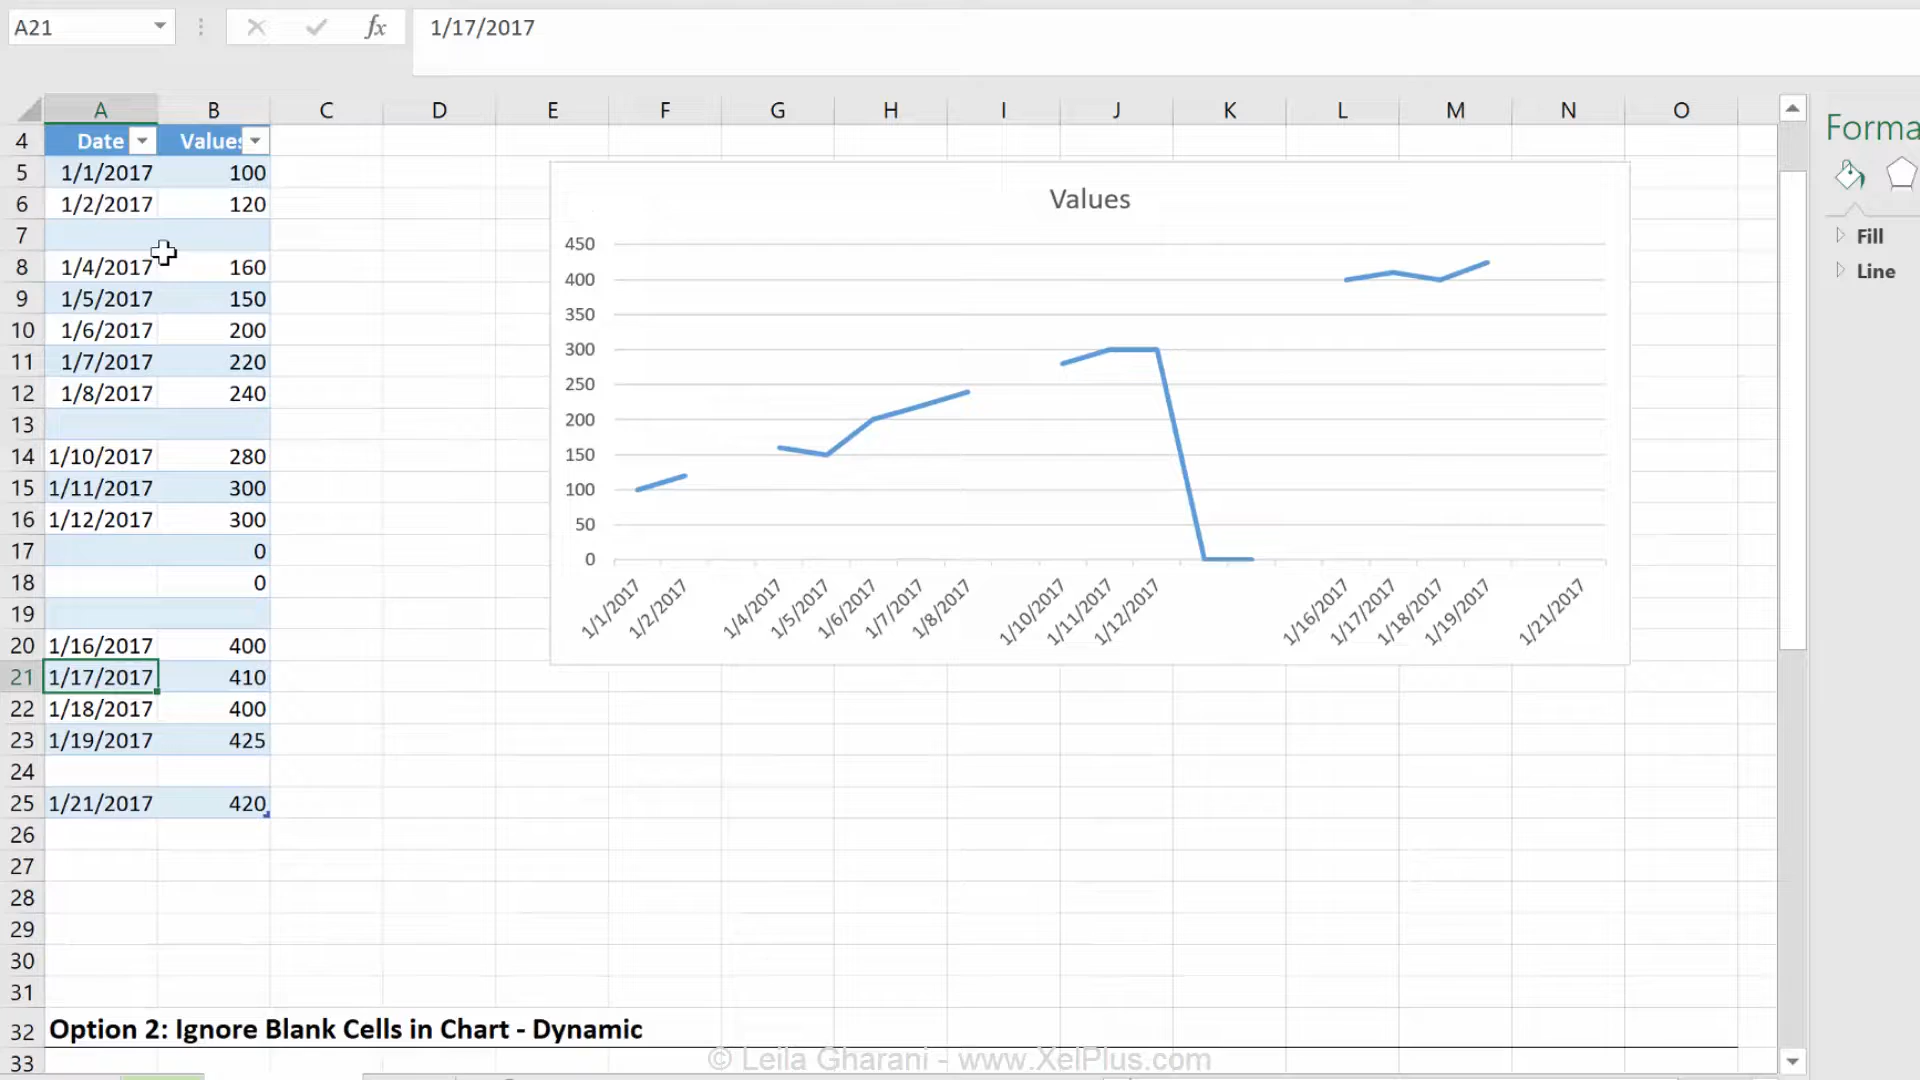 A21
fx
1/17/2017
A B C D E F G H I J K L M N O
4 Date Values
5 1/1/2017 100
6 1/2/2017 120
7
8 1/4/2017 160
9 1/5/2017 150
10 1/6/2017 200
11 1/7/2017 220
12 1/8/2017 240
13
14 1/10/2017 280
15 1/11/2017 300
16 1/12/2017 300
17 0
18 0
19
20 1/16/2017 400
21 1/17/2017 410
22 1/18/2017 400
23 1/19/2017 425
24
25 1/21/2017 420
26
27
28
29
30
31
32 Option 2: Ignore Blank Cells in Chart - Dynamic
33
Values
450
400
350
300
250
200
150
100
50
0
1/1/2017 1/2/2017 1/4/2017 1/5/2017 1/6/2017 1/7/2017 1/8/2017 1/10/2017 1/11/2017 1/12/2017 1/16/2017 1/17/2017 1/18/2017 1/19/2017 1/21/2017
Forma
Fill
Line
© Leila Gharani - www.XelPlus.com